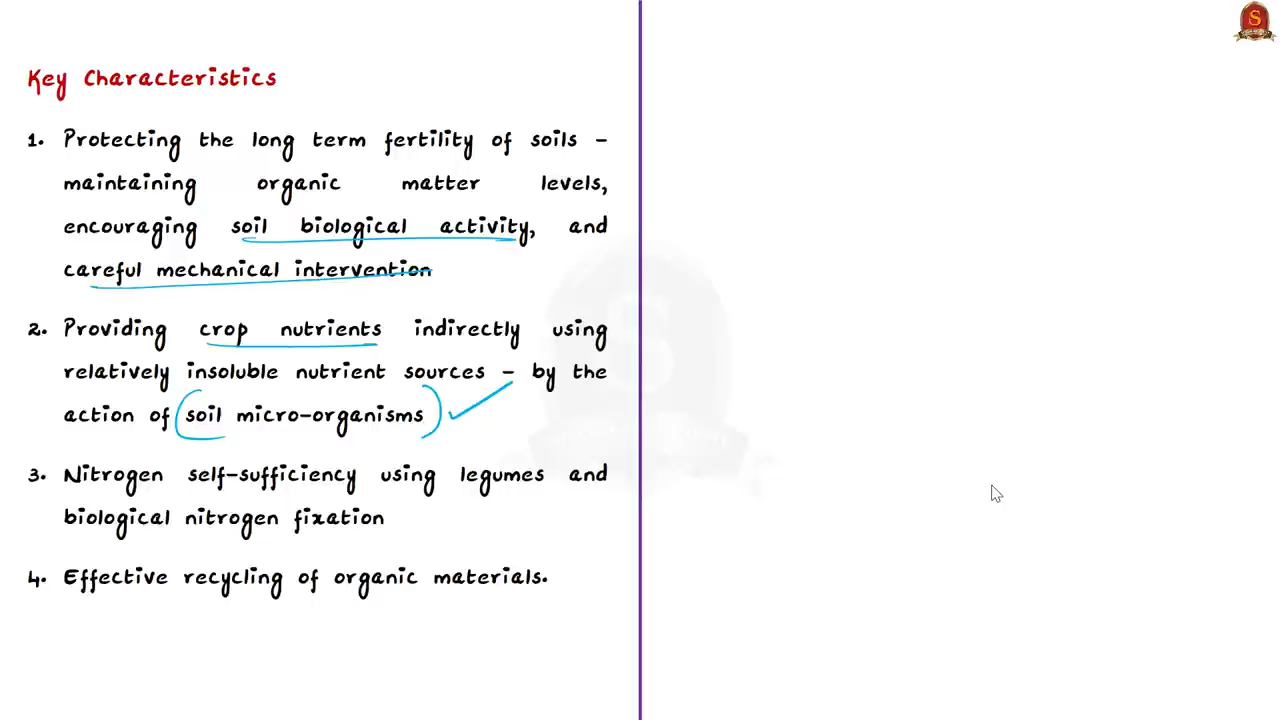 Key Characteristics
1. Protecting the long term fertility of soils -
maintaining organic matter levels,
encouraging soil biological activity, and
careful mechanical intervention
2. Providing crop nutrients indirectly using
relatively insoluble nutrient sources - by the
action of soil micro-organisms
3. Nitrogen self-sufficiency using legumes and
biological nitrogen fixation
4. Effective recycling of organic materials.
S